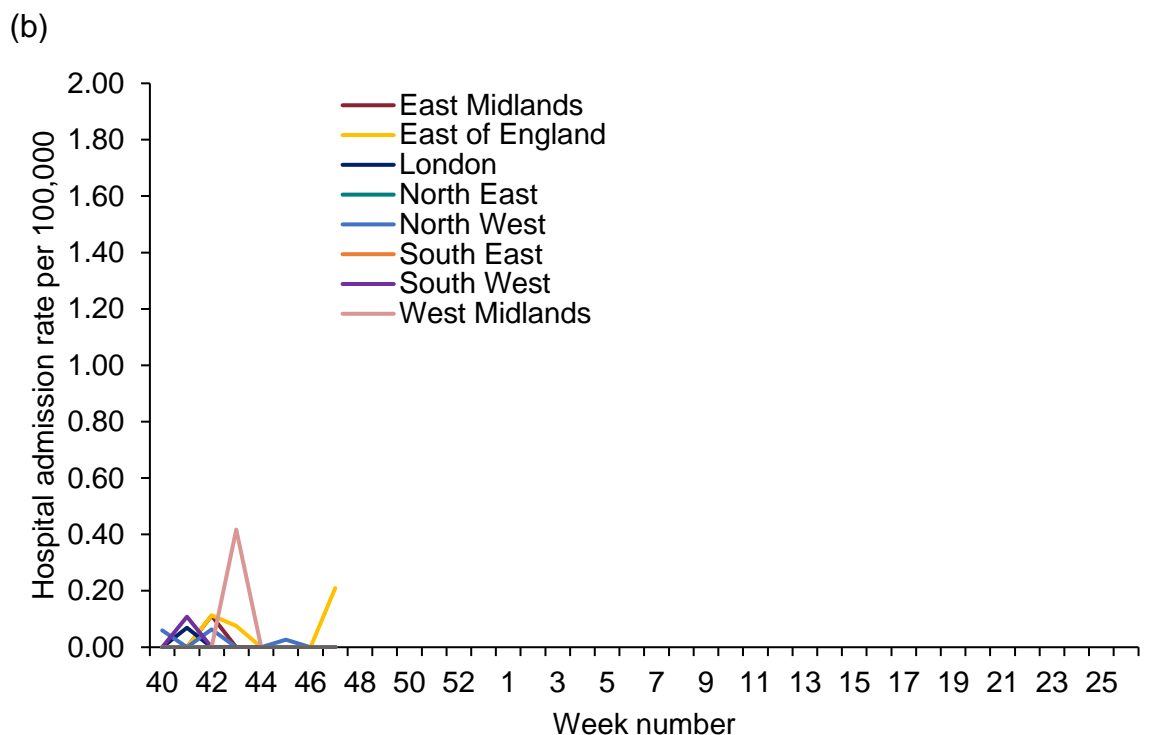 (b)
Hospital admission rate per 100,000
2.00
1.80
1.60
1.40
1.20
1.00
0.80
0.60
0.40
0.20
0.00
East Midlands
East of England
London
North East
North West
South East
South West
West Midlands
40 42 44 46 48 50 52 1 3 5 7 9 11 13 15 17 19 21 23 25
Week number